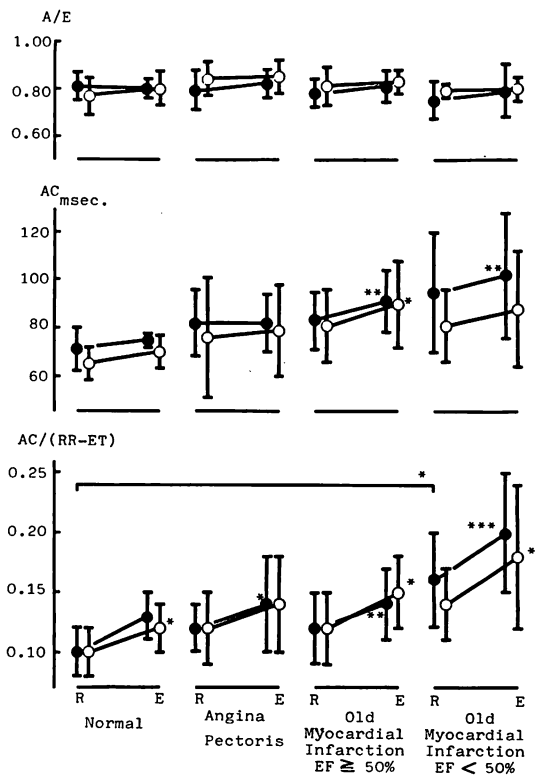 A/E
1.00
0.80
0.60
AC
msec.
120
100
80
60
**
*
**
AC/(RR-ET)
0.25
0.20
0.15
0.10
*
*
*
*
**
***
*
R E R E R E R E
Normal
Angina
Pectoris
Old
Myocardial
Infarction
EF ≧ 50%
Old
Myocardial
Infarction
EF < 50%